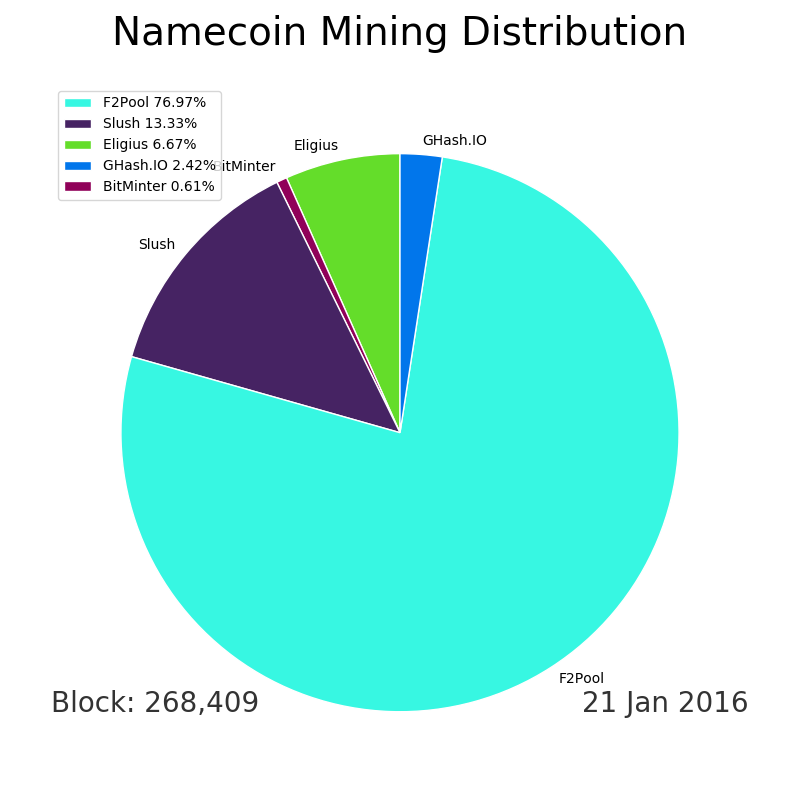 Namecoin Mining Distribution
F2Pool 76.97%
Slush 13.33%
Eligius 6.67%
GHash.IO 2.42%
BitMinter 0.61%
GHash.IO
Eligius
BitMinter
Slush
F2Pool
Block: 268,409
21 Jan 2016